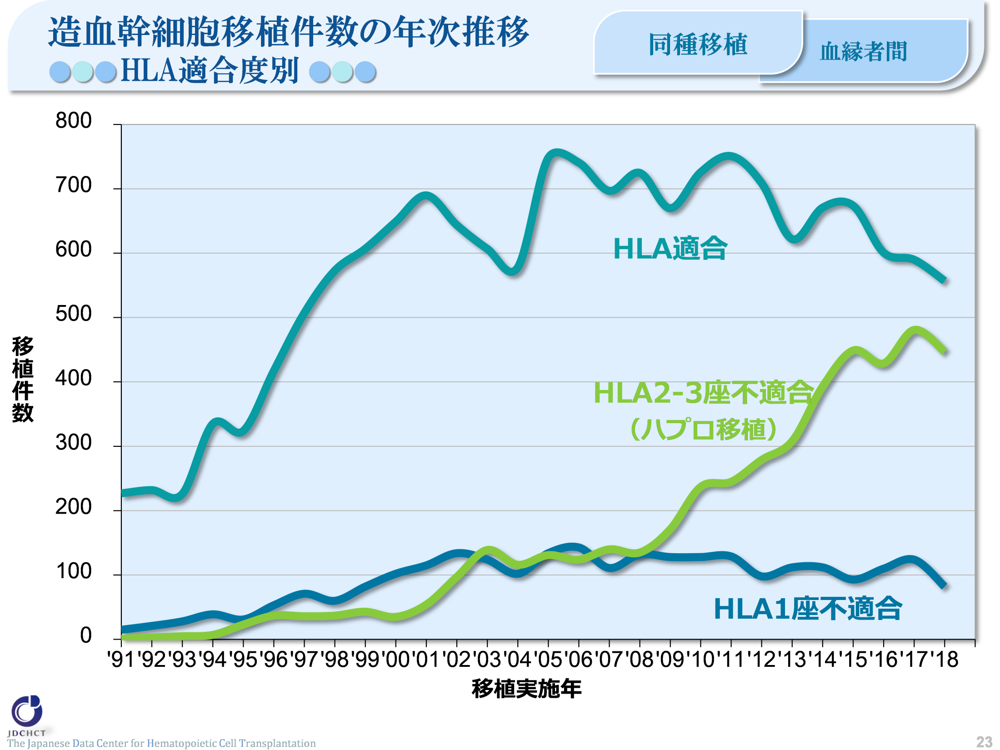 造血幹細胞移植件数の年次推移
HLA適合度別
同種移植
血縁者間
800
700
600
500
400
300
200
100
0
移植件数
HLA適合
HLA2-3座不適合
（ハプロ移植）
HLA1座不適合
'91 '92 '93 '94 '95 '96 '97 '98 '99 '00 '01 '02 '03 '04 '05 '06 '07 '08 '09 '10 '11 '12 '13 '14 '15 '16 '17 '18
移植実施年
JDCHCT
The Japanese Data Center for Hematopoietic Cell Transplantation
23